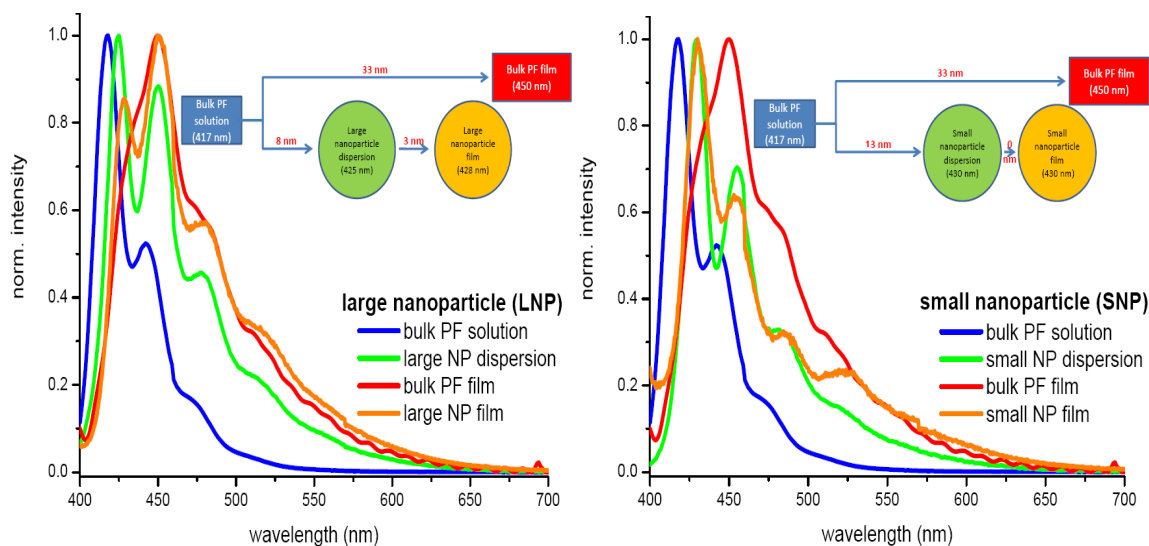 1.0
0.8
0.6
0.4
0.2
0.0
norm. intensity
400 450 500 550 600 650 700
wavelength (nm)
Bulk PF
solution
(417 nm)
33 nm
Bulk PF film
(450 nm)
8 nm
Large
nanoparticle
dispersion
(425 nm)
3 nm
Large
nanoparticle
film
(428 nm)
large nanoparticle (LNP)
bulk PF solution
large NP dispersion
bulk PF film
large NP film
1.0
0.8
0.6
0.4
0.2
0.0
norm. intensity
400 450 500 550 600 650 700
wavelength (nm)
Bulk PF
solution
(417 nm)
33 nm
Bulk PF film
(450 nm)
13 nm
Small
nanoparticle
dispersion
(430 nm)
0
nm
Small
nanoparticle
film
(430 nm)
small nanoparticle (SNP)
bulk PF solution
small NP dispersion
bulk PF film
small NP film